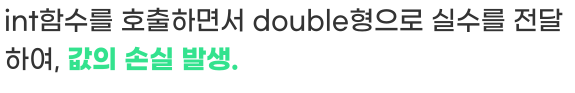 int함수를 호출하면서 double형으로 실수를 전달
하여, 값의 손실 발생.